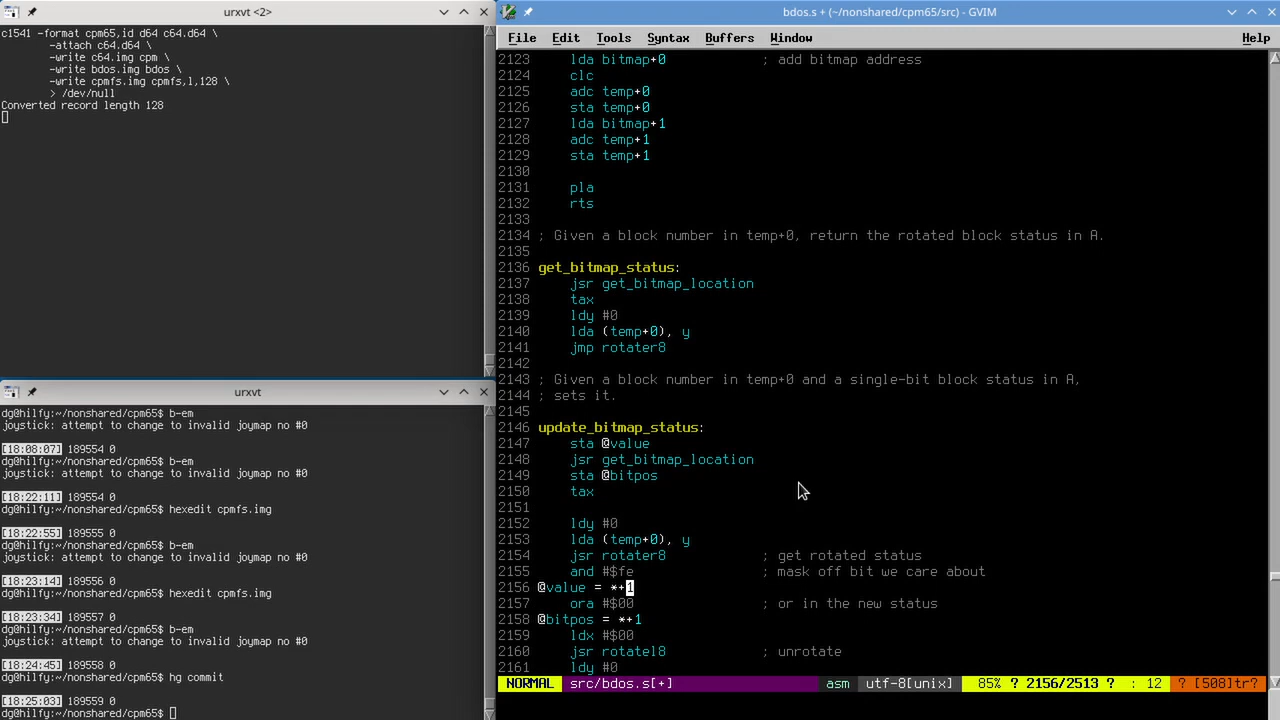 urxvt <2>
c1541 -format cpm65,id d64 c64.d64 \
-attach c64.d64 \
-write c64.img cpm \
-write bdos.img bdos \
-write cpmfs.img cpmfs,l,128 \
> /dev/null
Converted record length 128
urxvt
dg@hilfy:~/nonshared/cpm65$ b-em
joystick: attempt to change to invalid joymap no #0
[18:08:07] 189554 0
dg@hilfy:~/nonshared/cpm65$ b-em
joystick: attempt to change to invalid joymap no #0
[18:22:11] 189554 0
dg@hilfy:~/nonshared/cpm65$ hexedit cpmfs.img
[18:22:55] 189555 0
dg@hilfy:~/nonshared/cpm65$ b-em
joystick: attempt to change to invalid joymap no #0
[18:23:14] 189556 0
dg@hilfy:~/nonshared/cpm65$ hexedit cpmfs.img
[18:23:34] 189557 0
dg@hilfy:~/nonshared/cpm65$ b-em
joystick: attempt to change to invalid joymap no #0
[18:24:45] 189558 0
dg@hilfy:~/nonshared/cpm65$ hg commit
[18:25:03] 189559 0
dg@hilfy:~/nonshared/cpm65$
bdos.s + (~/nonshared/cpm65/src) - GVIM
File Edit Tools Syntax Buffers Window Help
2123 lda bitmap+0 ; add bitmap address
2124 clc
2125 adc temp+0
2126 sta temp+0
2127 lda bitmap+1
2128 adc temp+1
2129 sta temp+1
2130
2131 pla
2132 rts
2133
2134 ; Given a block number in temp+0, return the rotated block status in A.
2135
2136 get_bitmap_status:
2137 jsr get_bitmap_location
2138 tax
2139 ldy #0
2140 lda (temp+0), y
2141 jmp rotater8
2142
2143 ; Given a block number in temp+0 and a single-bit block status in A,
2144 ; sets it.
2145
2146 update_bitmap_status:
2147 sta @value
2148 jsr get_bitmap_location
2149 sta @bitpos
2150 tax
2151
2152 ldy #0
2153 lda (temp+0), y
2154 jsr rotater8 ; get rotated status
2155 and #$fe ; mask off bit we care about
2156 @value = *+1
2157 ora #$00 ; or in the new status
2158 @bitpos = *+1
2159 ldx #$00
2160 jsr rotatel8 ; unrotate
2161 ldy #0
NORMAL src/bdos.s[+] asm utf-8[unix] 85% ? 2156/2513 ? : 12 ? [508]tr?